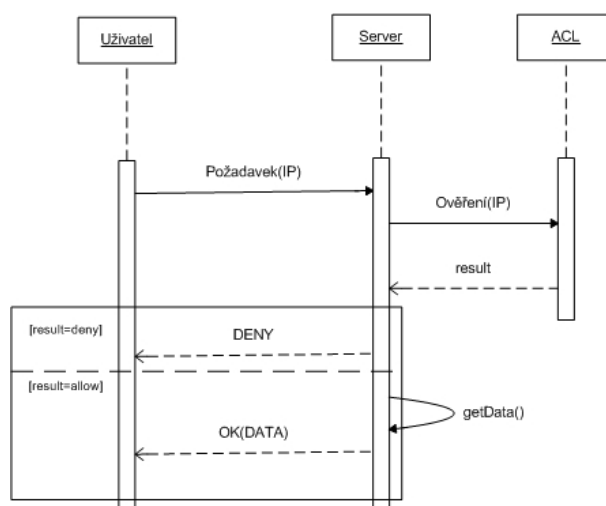 Uživatel
Server
ACL
Požadavek(IP)
Ověření(IP)
result
[result=deny]
DENY
[result=allow]
getData()
OK(DATA)